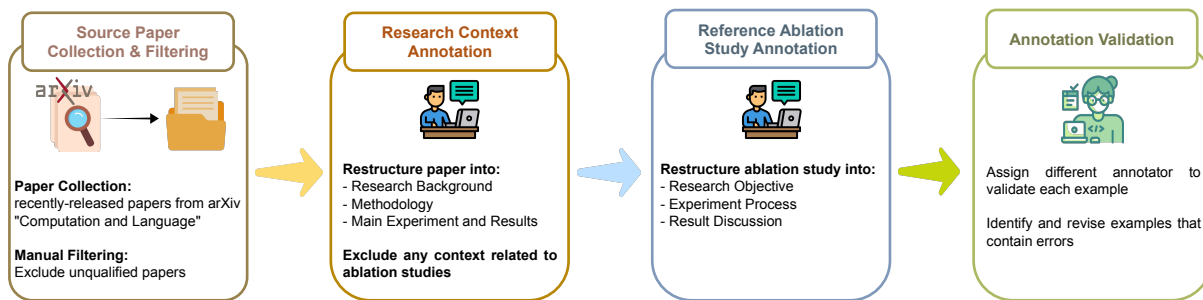 Source Paper
Collection & Filtering
arXiv
Paper Collection:
recently-released papers from arXiv
"Computation and Language"
Manual Filtering:
Exclude unqualified papers
Research Context
Annotation
Restructure paper into:
- Research Background
- Methodology
- Main Experiment and Results
Exclude any context related to
ablation studies
Reference Ablation
Study Annotation
Restructure ablation study into:
- Research Objective
- Experiment Process
- Result Discussion
Annotation Validation
</>
Assign different annotator to
validate each example
Identify and revise examples that
contain errors